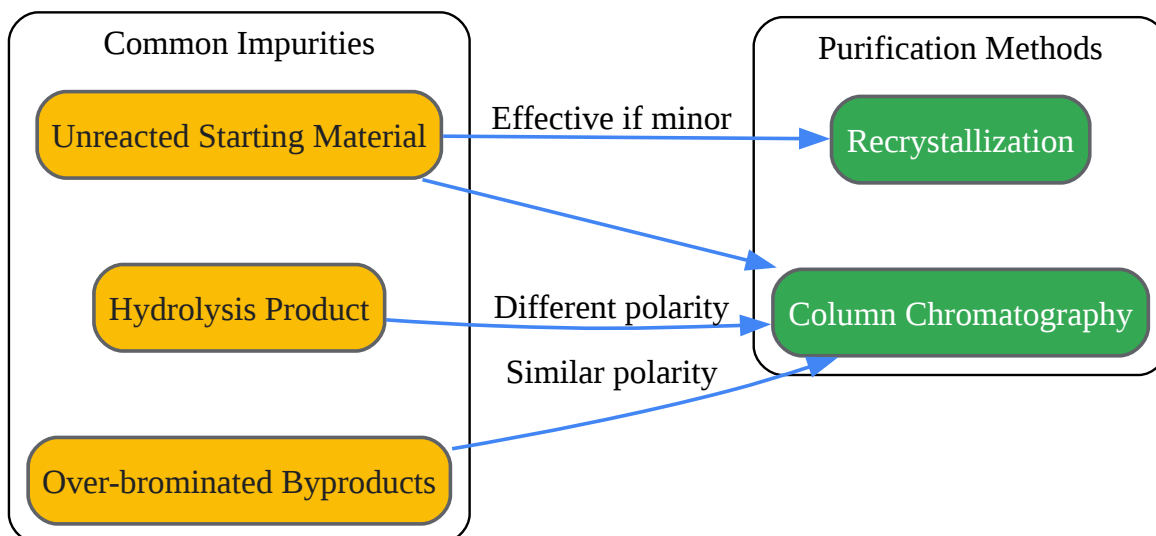 Common Impurities
Purification Methods
Unreacted Starting Material
Effective if minor
Recrystallization
Hydrolysis Product
Different polarity
Column Chromatography
Similar polarity
Over-brominated Byproducts